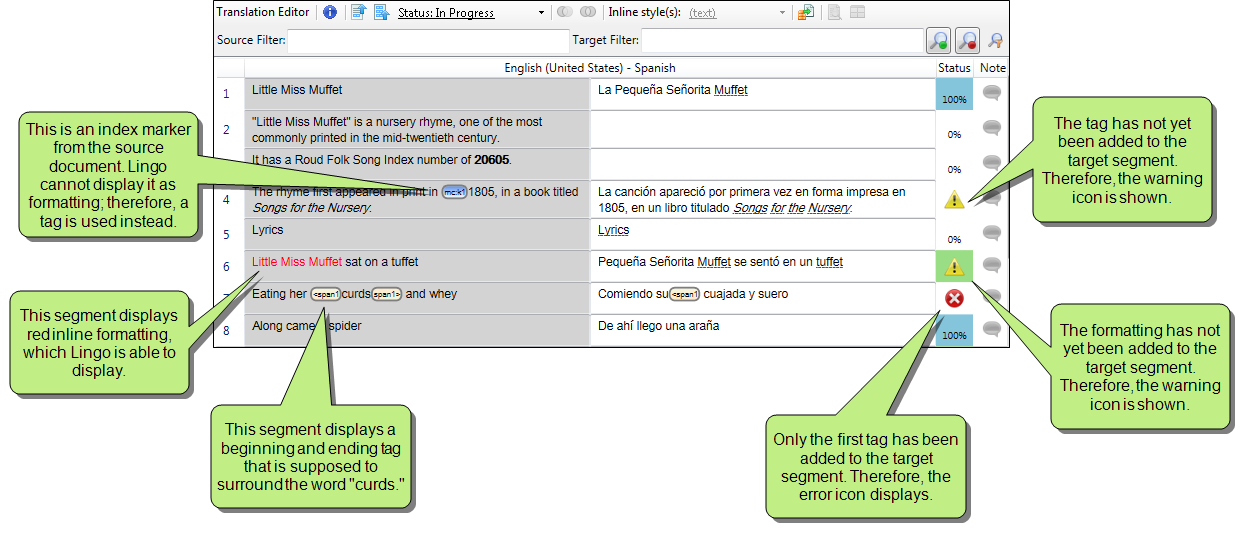 Translation Editor Status: In Progress Inline style(s): (text)
Source Filter: Target Filter:
English (United States) - Spanish Status Note
1 Little Miss Muffet La Pequeña Señorita Muffet 100%
2 "Little Miss Muffet" is a nursery rhyme, one of the most
commonly printed in the mid-twentieth century. 0%
It has a Roud Folk Song Index number of 20605. 0%
4 The rhyme first appeared in print in mc:k1 1805, in a book titled La canción apareció por primera vez en forma impresa en
Songs for the Nursery. 1805, en un libro titulado Songs for the Nursery.
5 Lyrics Lyrics 0%
6 Little Miss Muffet sat on a tuffet Pequeña Señorita Muffet se sentó en un tuffet
7 Eating her <span1 curds span1> and whey Comiendo su <span1 cuajada y suero
8 Along came spider De ahí llego una araña 100%
This is an index marker
from the source
document. Lingo
cannot display it as
formatting; therefore, a
tag is used instead.
The tag has not yet
been added to the
target segment.
Therefore, the warning
icon is shown.
This segment displays
red inline formatting,
which Lingo is able to
display.
The formatting has not
yet been added to the
target segment.
Therefore, the warning
icon is shown.
This segment displays a
beginning and ending tag
that is supposed to
surround the word "curds."
Only the first tag has been
added to the target
segment. Therefore, the
error icon displays.